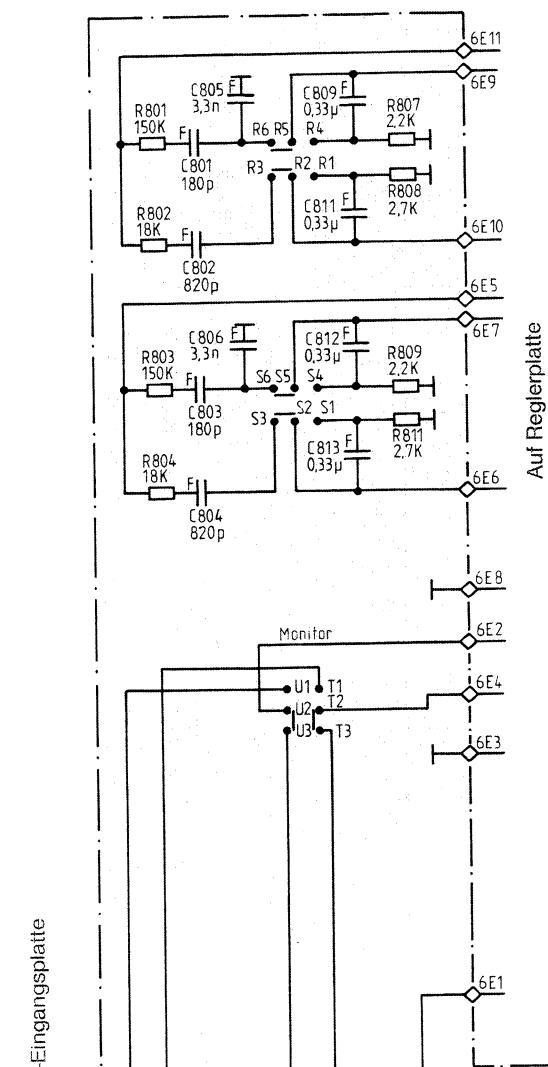 6E11
C805 F
3,3n
C809 F
0,33µ
6E9
R801
150K
R807
2,2K
F
R6 R5 R4
C801
180p
R3 R2 R1
R808
2,7K
R802
18K
F
C802
820p
C811 F
0,33µ
6E10
6E5
6E7
C806 F
3,3n
C812 F
0,33µ
R803
150K
R809
2,2K
F
S6 S5 S4
C803
180p
S3 S2 S1
R811
2,7K
R804
18K
F
C804
820p
C813 F
0,33µ
6E6
Auf Reglerplatte
6E8
Monitor
6E2
U1 T1
6E4
U2 T2
U3 T3
6E3
-Eingangsplatte
6E1